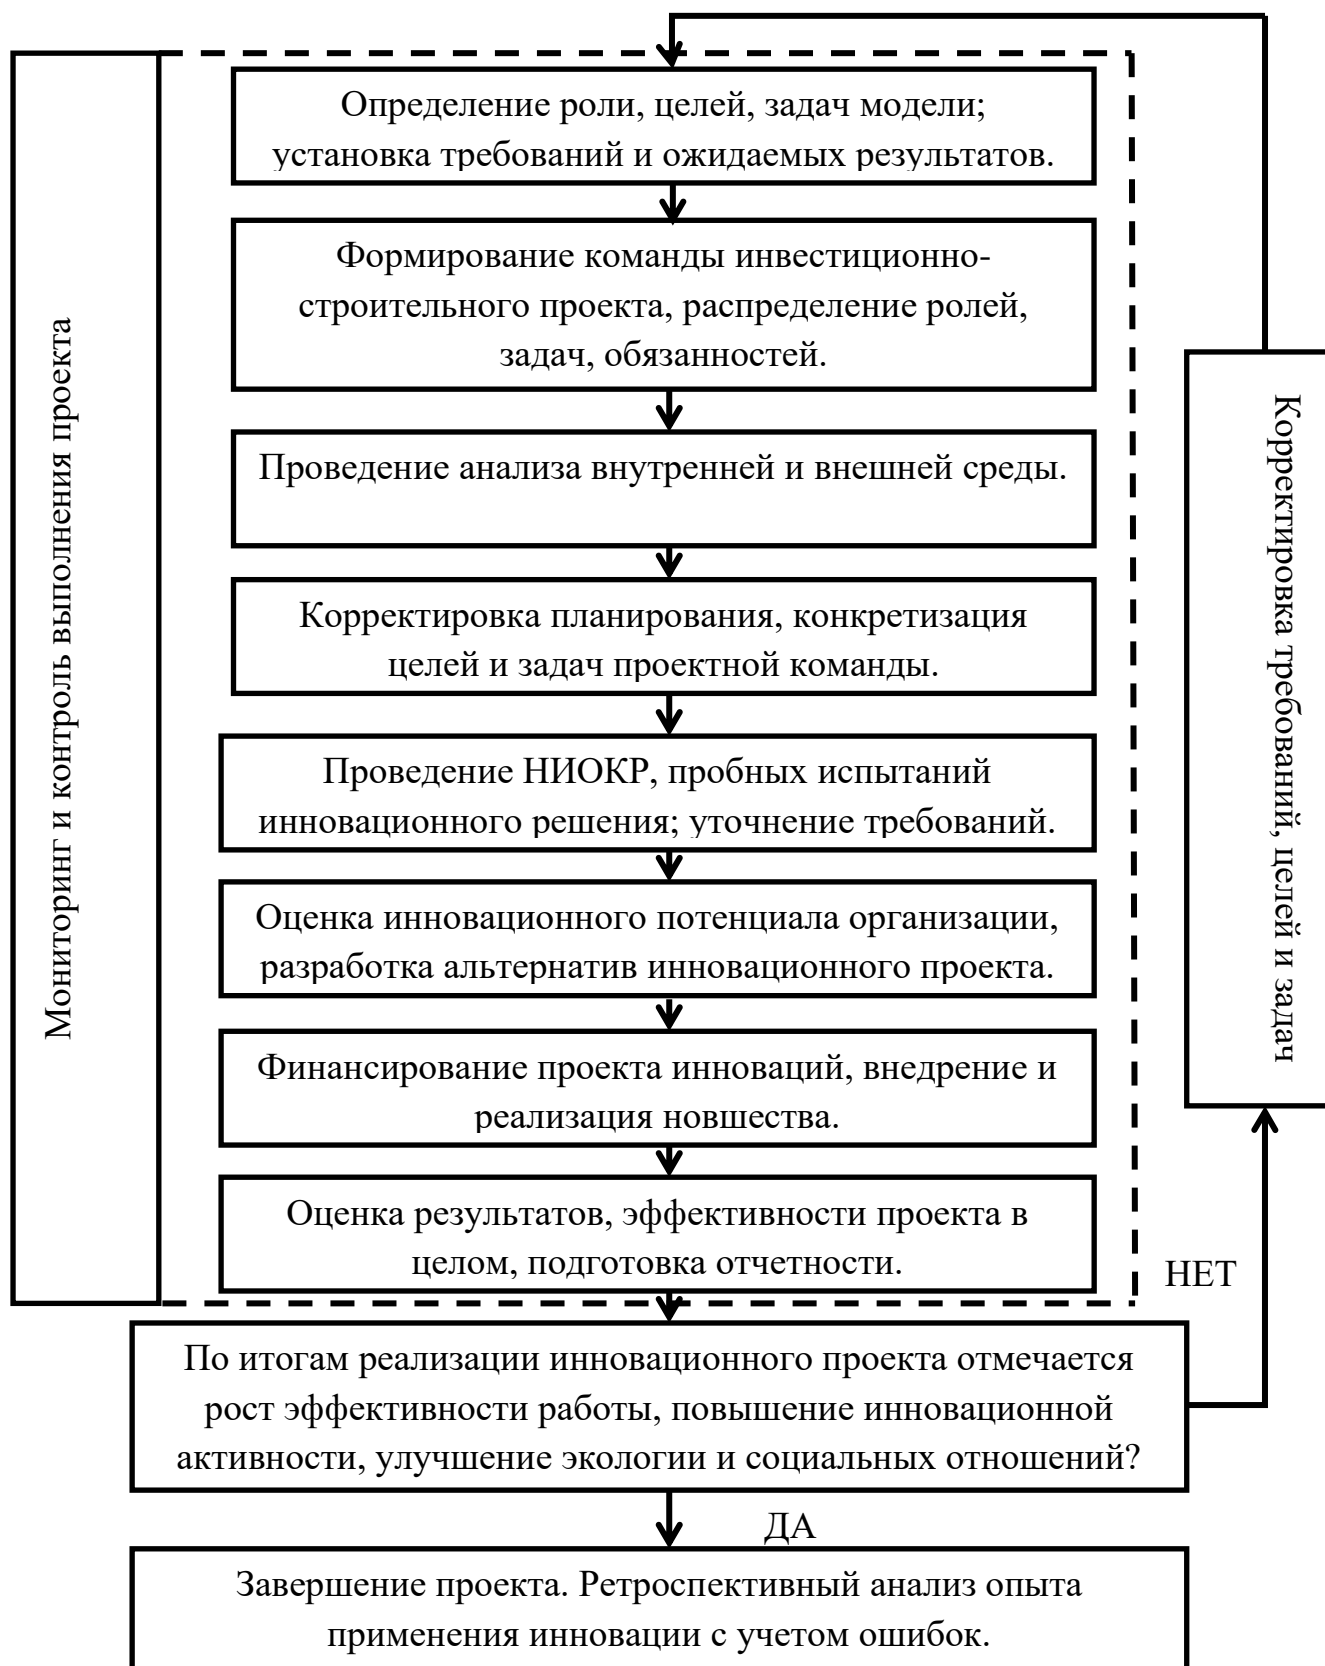 Мониторинг и контроль выполнения проекта
Определение роли, целей, задач модели;
установка требований и ожидаемых результатов.
Формирование команды инвестиционно-
строительного проекта, распределение ролей,
задач, обязанностей.
Проведение анализа внутренней и внешней среды.
Корректировка планирования, конкретизация
целей и задач проектной команды.
Проведение НИОКР, пробных испытаний
инновационного решения; уточнение требований.
Оценка инновационного потенциала организации,
разработка альтернатив инновационного проекта.
Финансирование проекта инноваций, внедрение и
реализация новшества.
Оценка результатов, эффективности проекта в
целом, подготовка отчетности.
Корректировка требований, целей и задач
НЕТ
По итогам реализации инновационного проекта отмечается
рост эффективности работы, повышение инновационной
активности, улучшение экологии и социальных отношений?
ДА
Завершение проекта. Ретроспективный анализ опыта
применения инновации с учетом ошибок.